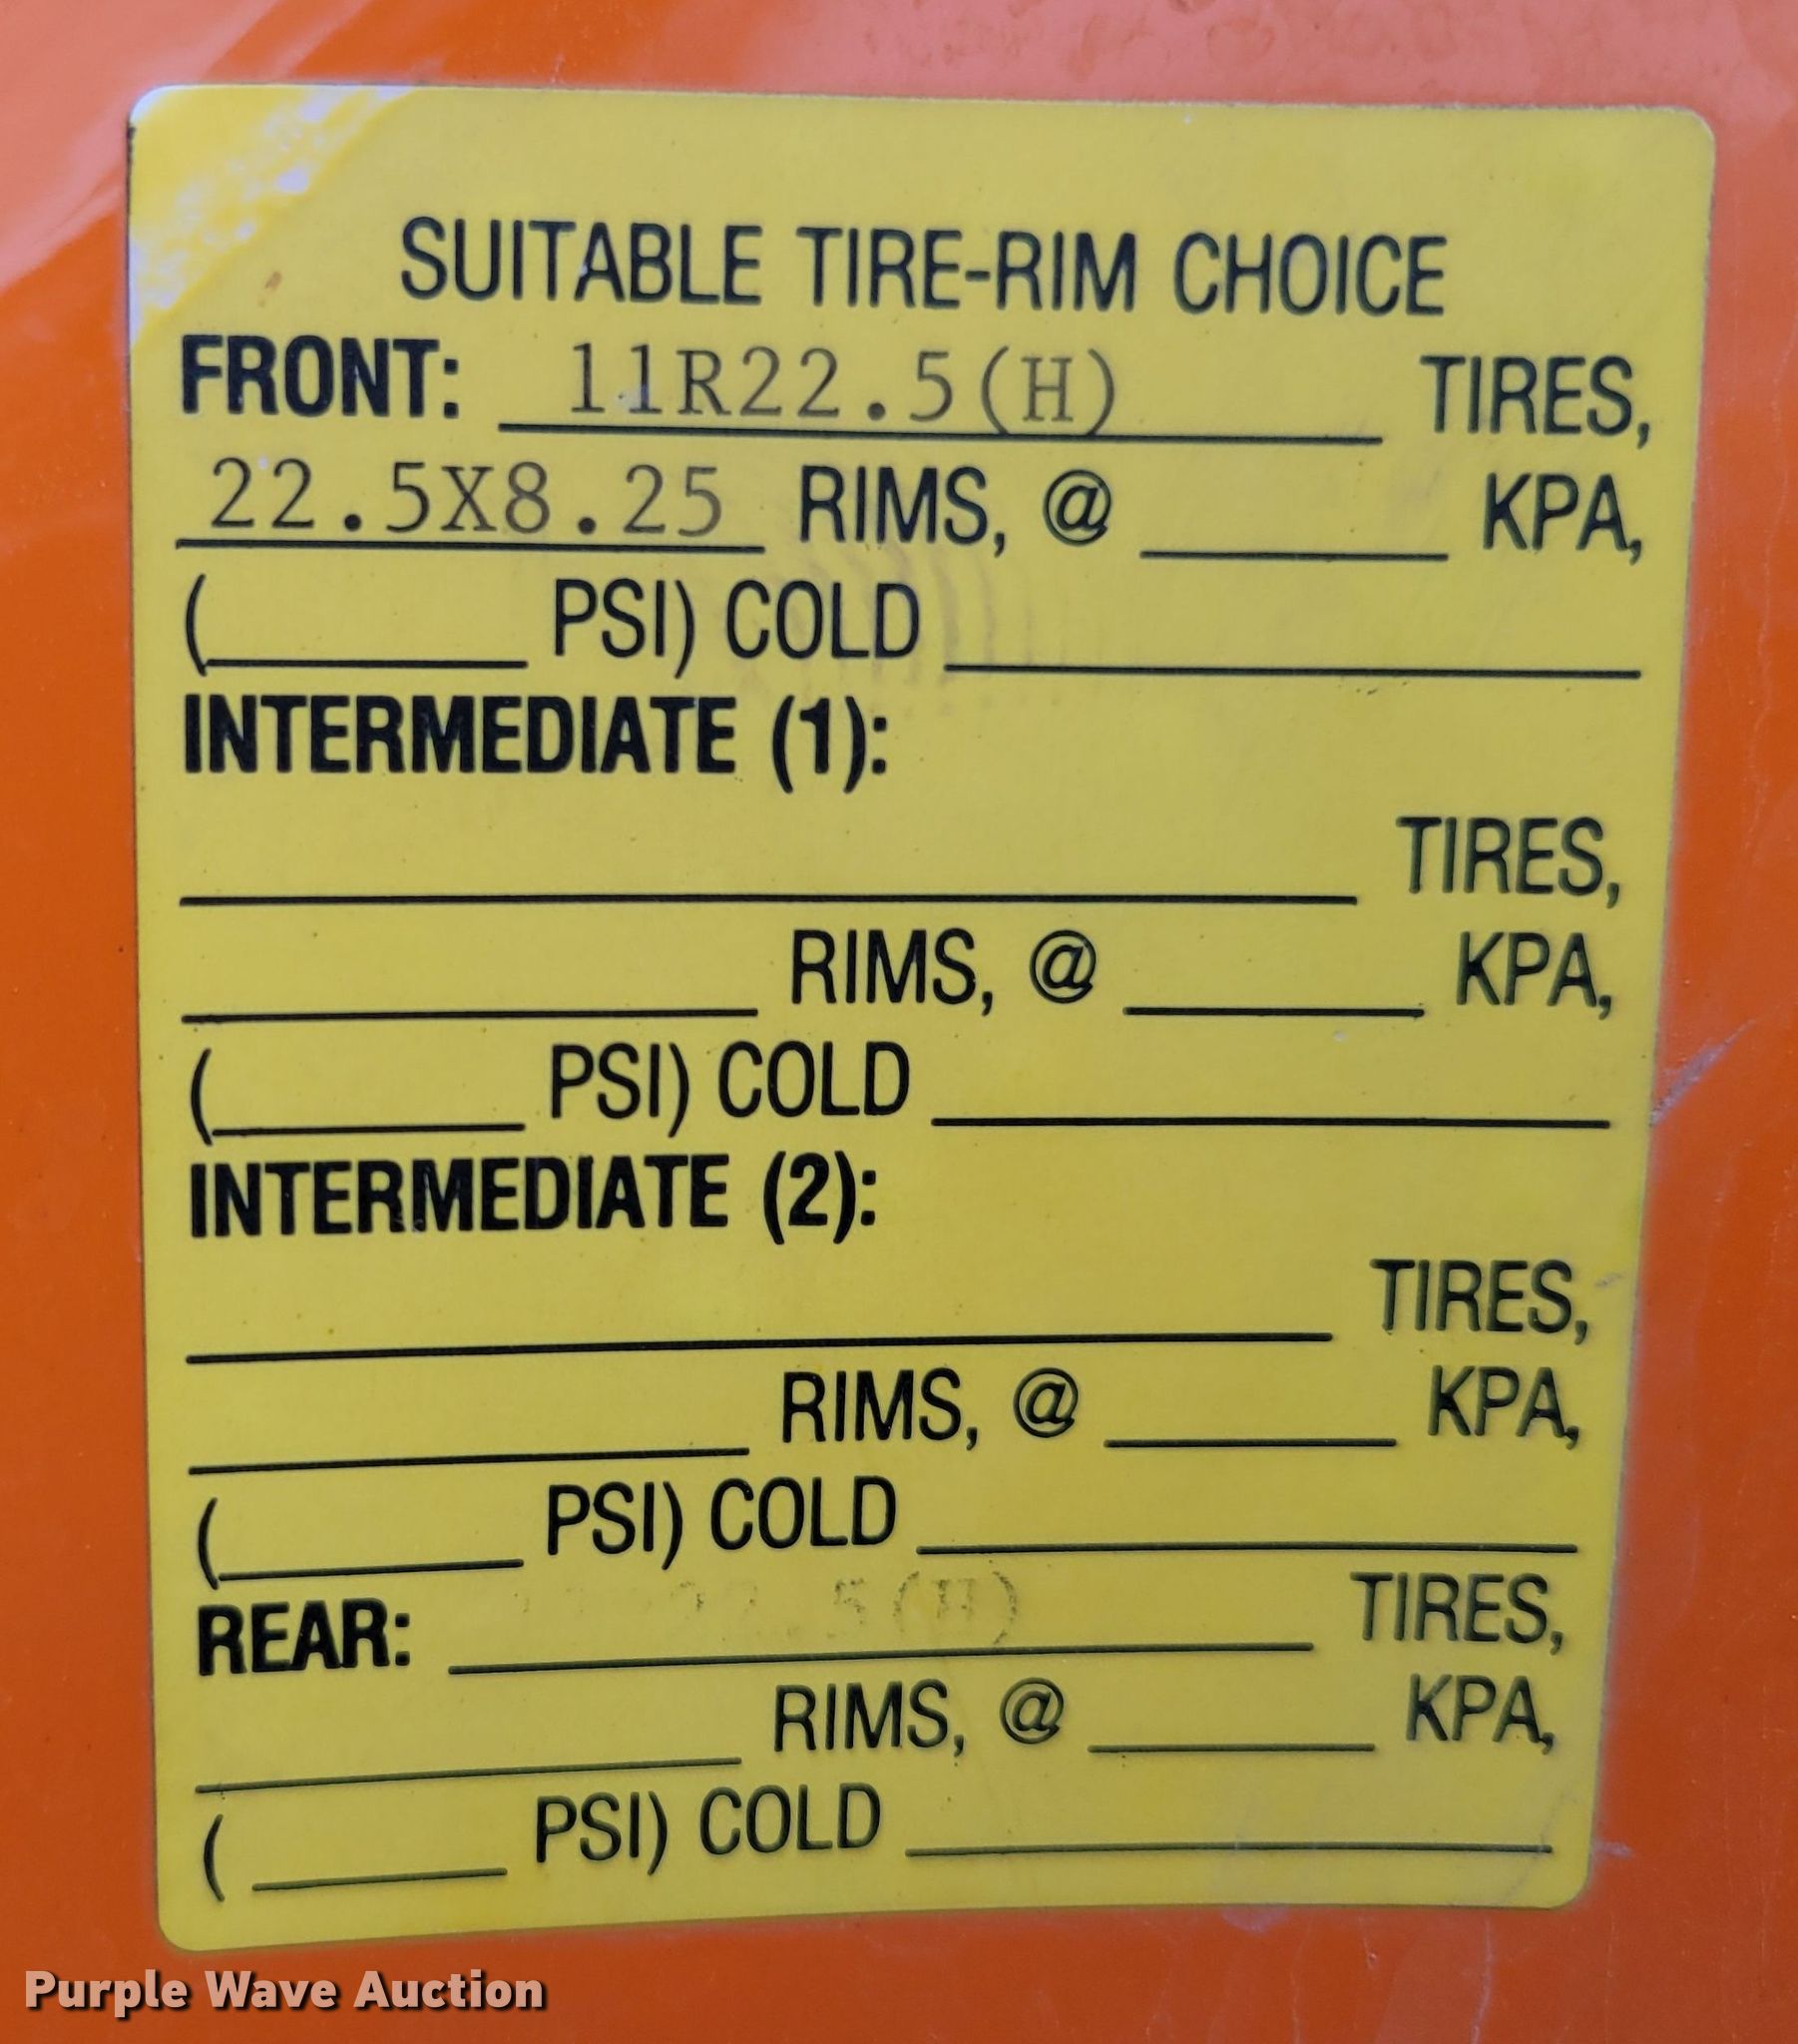 SUITABLE TIRE-RIM CHOICE
FRONT: 11R22.5(H) TIRES,
22.5X8.25 RIMS, @ KPA,
( PSI) COLD
INTERMEDIATE (1):
TIRES,
RIMS, @ KPA,
( PSI) COLD
INTERMEDIATE (2):
TIRES,
RIMS, @ KPA,
( PSI) COLD
REAR: TIRES,
RIMS, @ KPA,
( PSI) COLD
Purple Wave Auction